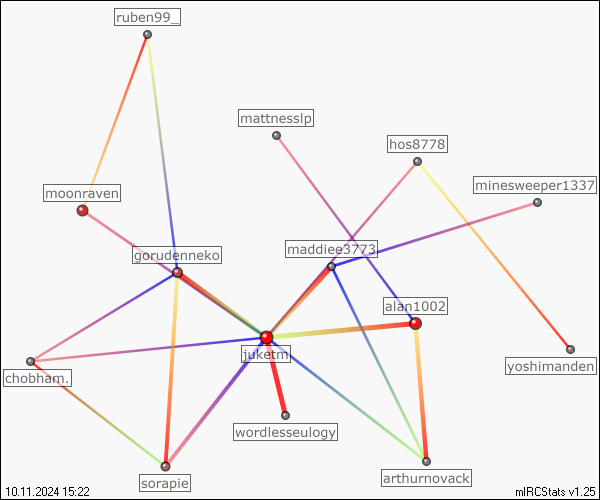 ruben99_
mattnesslp
hos8778
minesweeper1337
moonraven
gorudenneko
maddiee3773
alan1002
juketm
yoshimanden
chobham.
wordlesseulogy
sorapie
arthurnovack
10.11.2024 15:22
mIRCStats v1.25